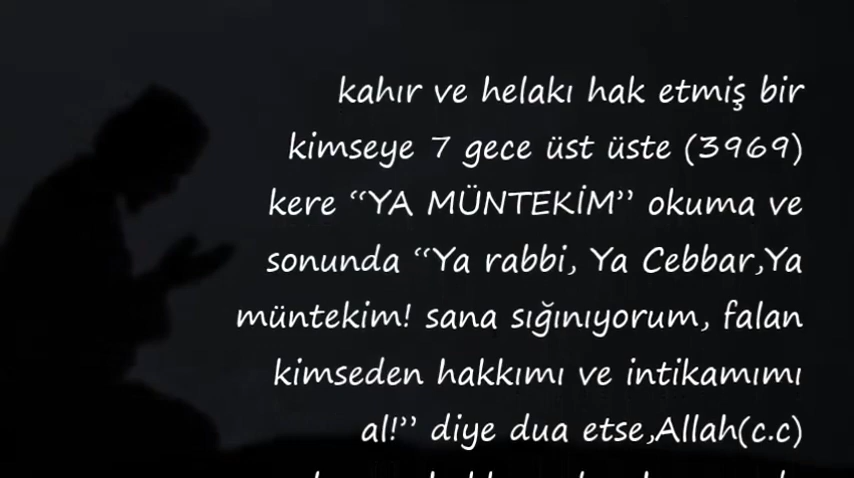 kahır ve helakı hak etmiş bir
kimseye 7 gece üst üste (3969)
kere “YA MÜNTEKİM” okuma ve
sonunda “Ya rabbi, Ya Cebbar,Ya
müntekim! sana sığınıyorum, falan
kimseden hakkımı ve intikamımı
al!” diye dua etse,Allah(c.c)